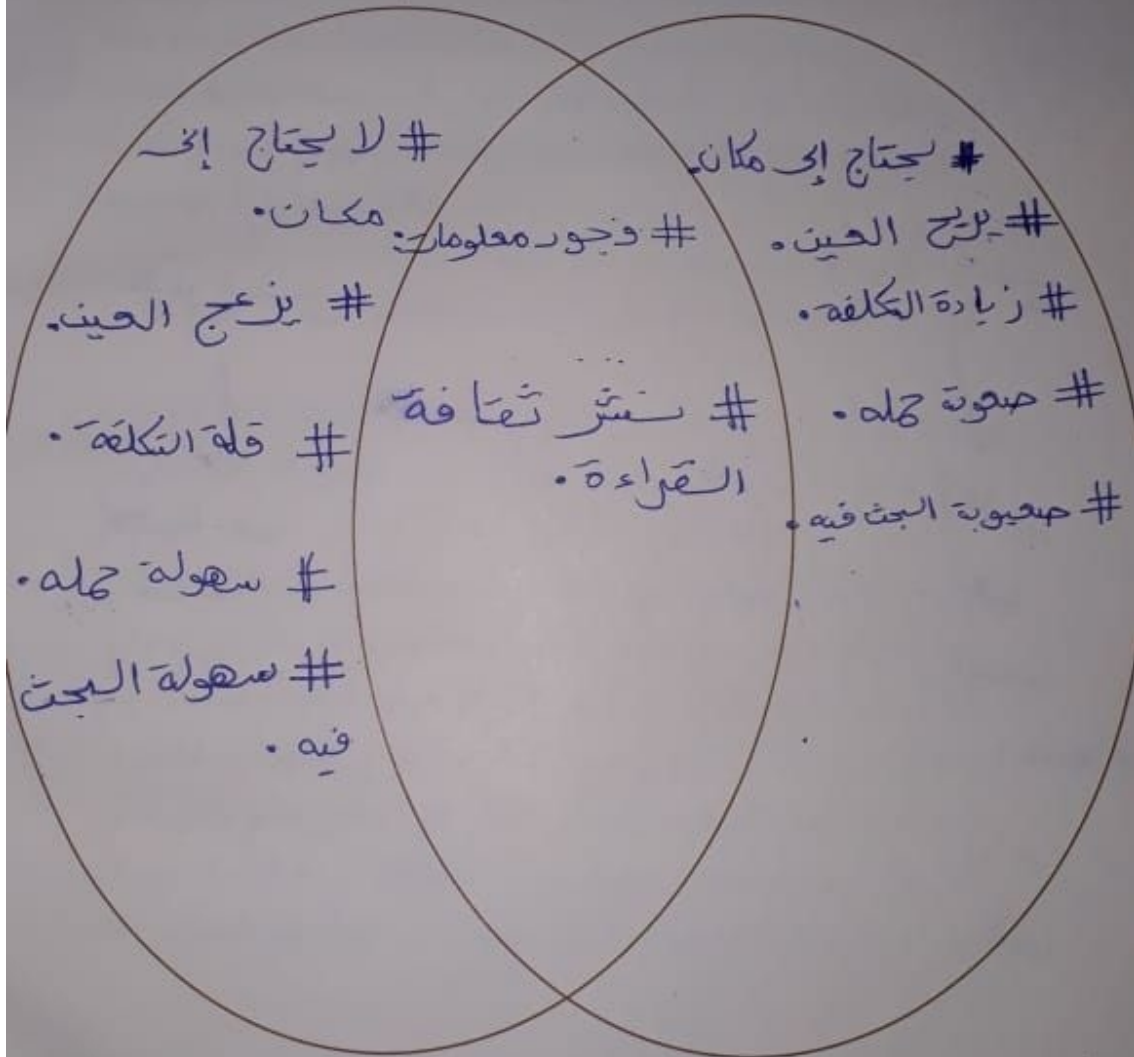 # يحتاج إلى مكان.
# يريح العين.
# زيادة التكلفة.
# صعوبة حمله.
# صعيوبة البحث فيه.
# وجود معلومات.
# نشر ثقافة
القراءة.
# لا يحتاج إلى
مكان.
# يزعج العين.
# قلة التكلفة.
# سهولة حمله.
# سهولة البحث
فيه.